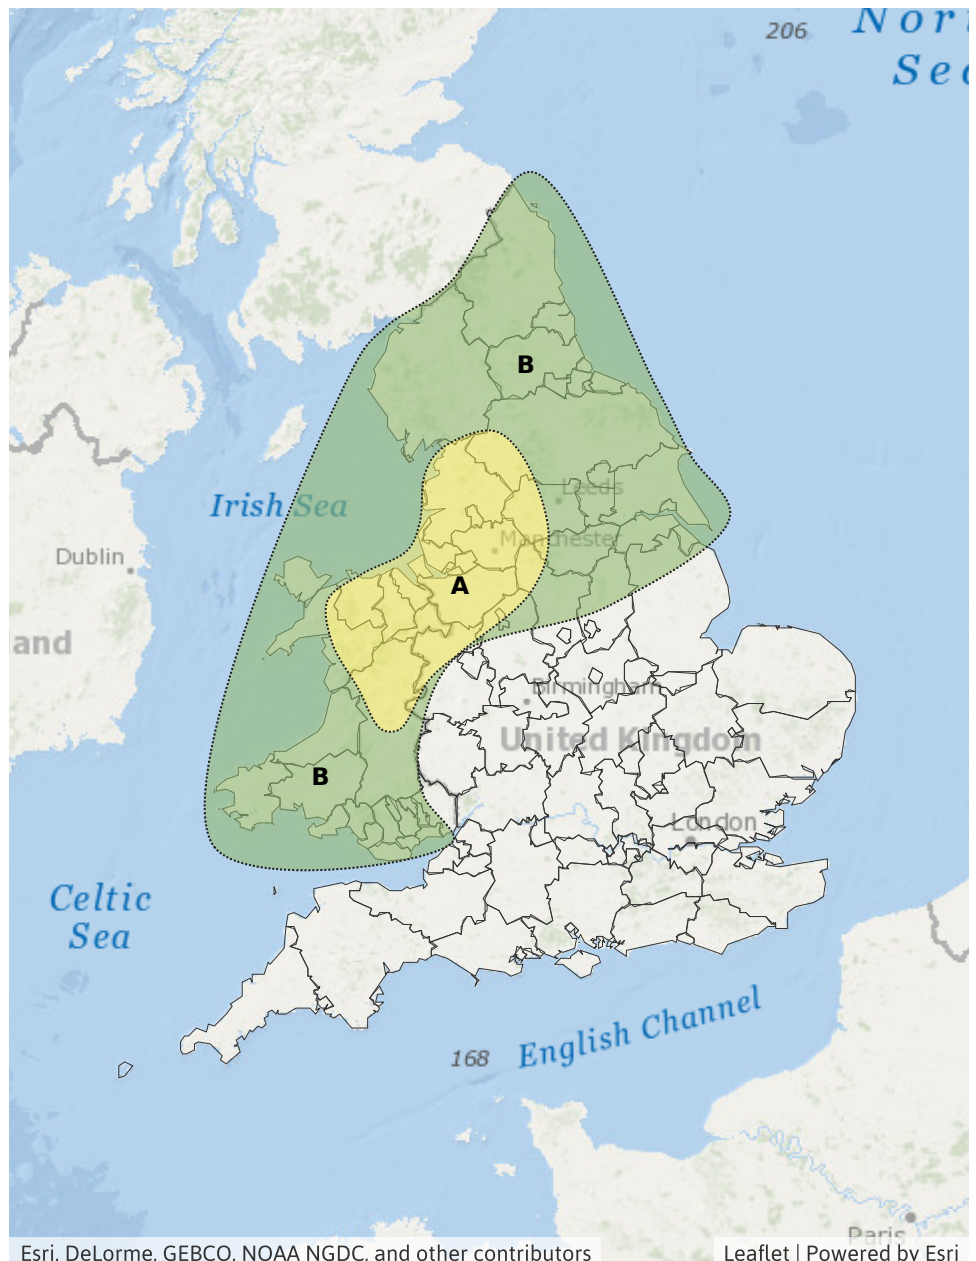 206
Nor
Sea
B
Leeds
Irish Sea
Manchester
Dublin
A
and
Birmingham
United Kingdom
B
London
Celtic
Sea
English Channel
168
Paris
Esri, DeLorme, GEBCO, NOAA NGDC, and other contributors
Leaflet | Powered by Esri